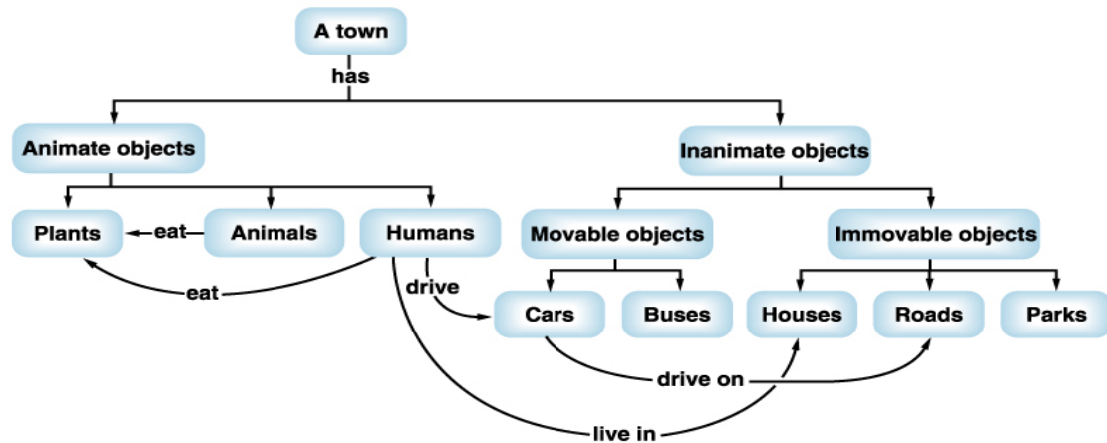 A town
has
Animate objects
Inanimate objects
Plants
eat
Animals
Humans
Movable objects
Immovable objects
eat
drive
Cars
Buses
Houses
Roads
Parks
drive on
live in